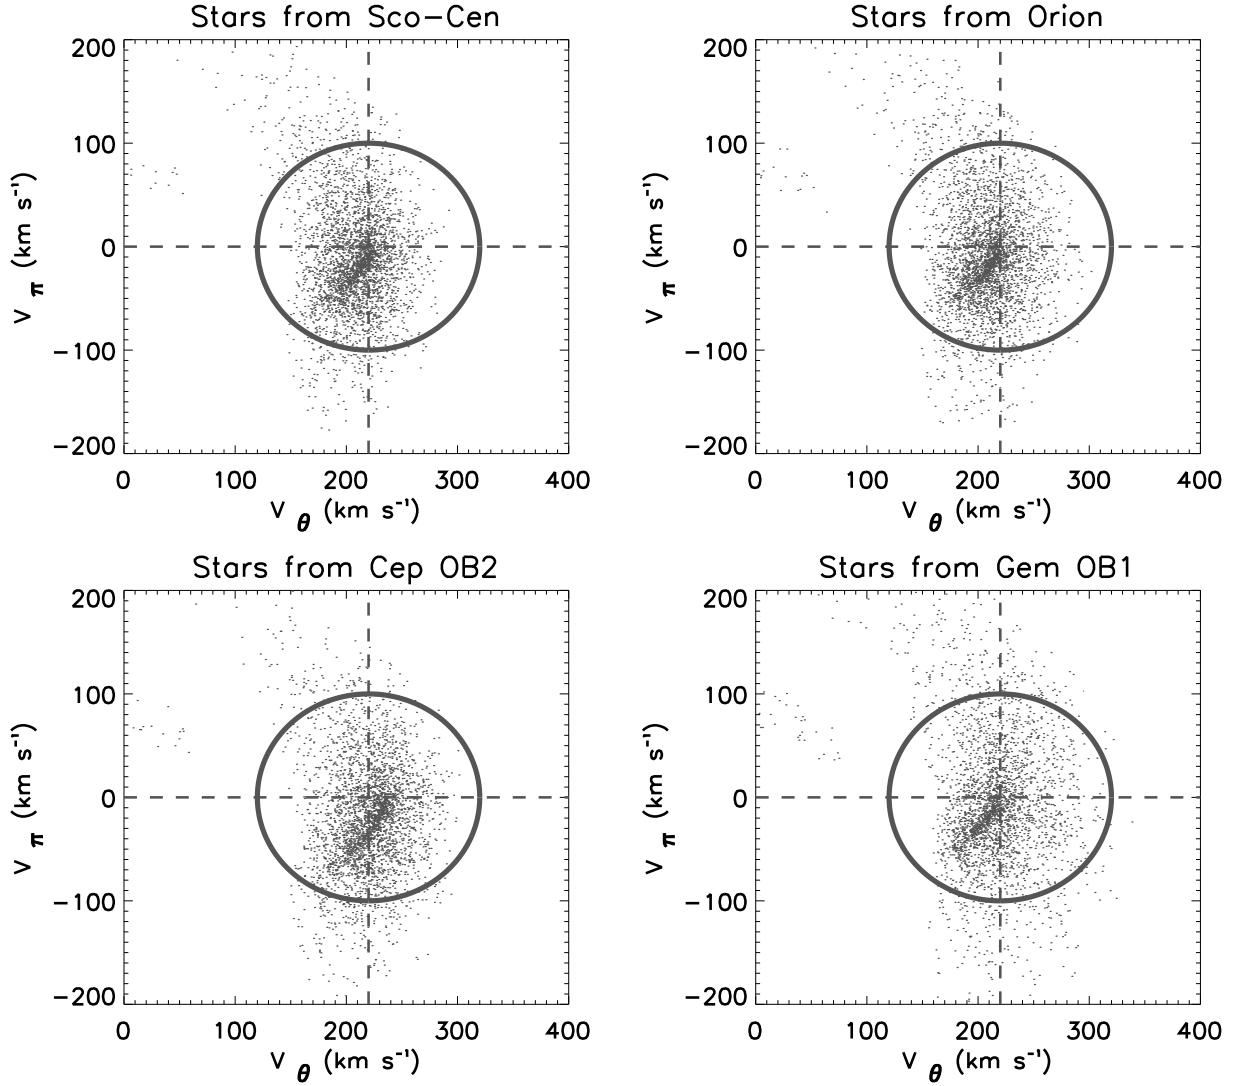 Stars from Sco-Cen
200
100
0
-100
-200
0 100 200 300 400
V π (km s⁻¹)
V θ (km s⁻¹)
Stars from Orion
200
100
0
-100
-200
0 100 200 300 400
V π (km s⁻¹)
V θ (km s⁻¹)
Stars from Cep OB2
200
100
0
-100
-200
0 100 200 300 400
V π (km s⁻¹)
V θ (km s⁻¹)
Stars from Gem OB1
200
100
0
-100
-200
0 100 200 300 400
V π (km s⁻¹)
V θ (km s⁻¹)